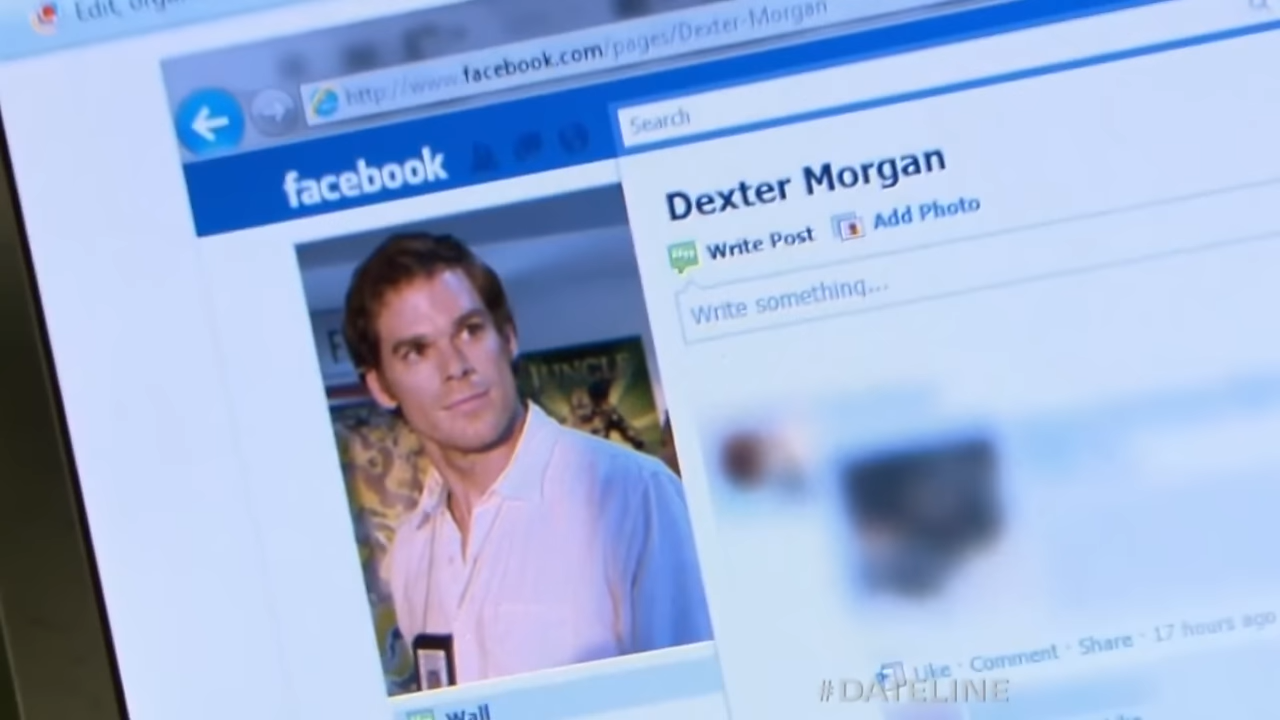 Edit,
http://www.facebook.com/pages/Dexter-Morgan
facebook
Search
Dexter Morgan
Write Post
Add Photo
Write something...
JUNGLE
Like · Comment · Share · 17 hours ago
#DATELINE
Wall